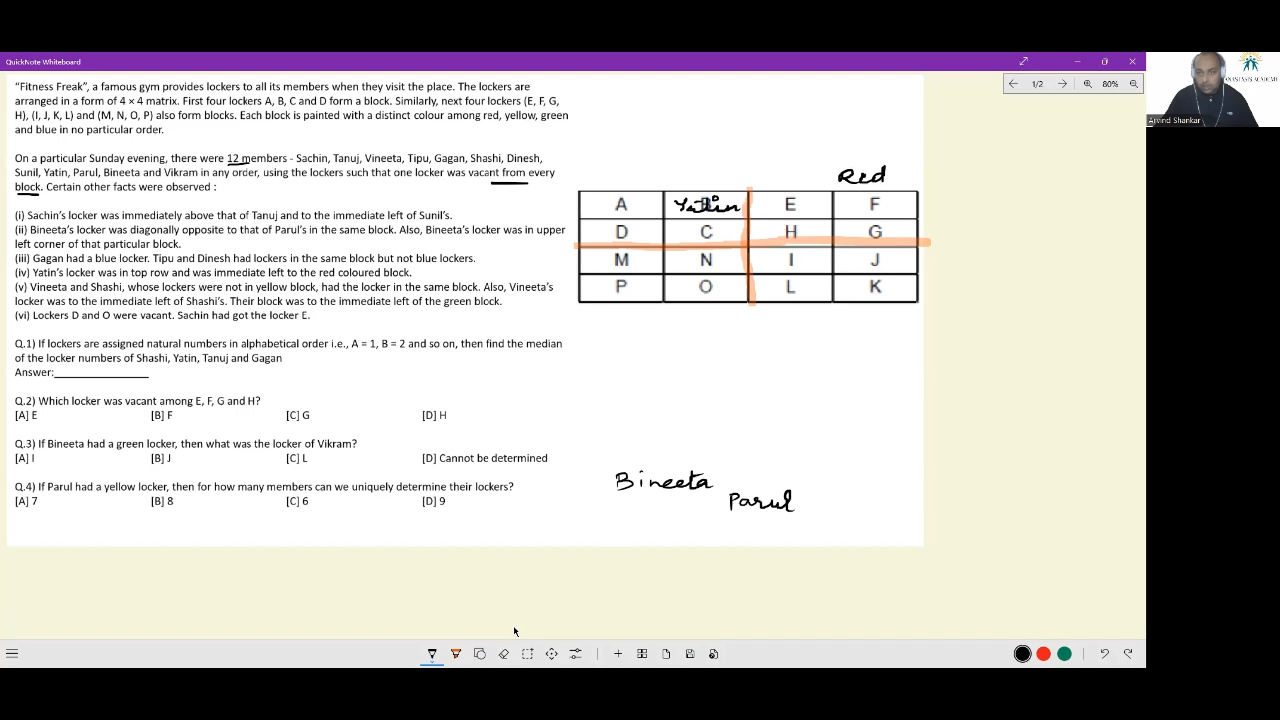 QuickNote Whiteboard
"Fitness Freak", a famous gym provides lockers to all its members when they visit the place. The lockers are
arranged in a form of 4 × 4 matrix. First four lockers A, B, C and D form a block. Similarly, next four lockers (E, F, G,
H), (I, J, K, L) and (M, N, O, P) also form blocks. Each block is painted with a distinct colour among red, yellow, green
and blue in no particular order.
On a particular Sunday evening, there were 12 members - Sachin, Tanuj, Vineeta, Tipu, Gagan, Shashi, Dinesh,
Sunil, Yatin, Parul, Bineeta and Vikram in any order, using the lockers such that one locker was vacant from every
block. Certain other facts were observed :
(i) Sachin's locker was immediately above that of Tanuj and to the immediate left of Sunil's.
(ii) Bineeta's locker was diagonally opposite to that of Parul's in the same block. Also, Bineeta's locker was in upper
left corner of that particular block.
(iii) Gagan had a blue locker. Tipu and Dinesh had lockers in the same block but not blue lockers.
(iv) Yatin's locker was in top row and was immediate left to the red coloured block.
(v) Vineeta and Shashi, whose lockers were not in yellow block, had the locker in the same block. Also, Vineeta's
locker was to the immediate left of Shashi's. Their block was to the immediate left of the green block.
(vi) Lockers D and O were vacant. Sachin had got the locker E.
Q.1) If lockers are assigned natural numbers in alphabetical order i.e., A = 1, B = 2 and so on, then find the median
of the locker numbers of Shashi, Yatin, Tanuj and Gagan
Answer:________________
Q.2) Which locker was vacant among E, F, G and H?
[A] E [B] F [C] G [D] H
Q.3) If Bineeta had a green locker, then what was the locker of Vikram?
[A] I [B] J [C] L [D] Cannot be determined
Q.4) If Parul had a yellow locker, then for how many members can we uniquely determine their lockers?
[A] 7 [B] 8 [C] 6 [D] 9
1/2 80%
Arvind Shankar
Red
A Yatin E F
D C H G
M N I J
P O L K
Bineeta
Parul